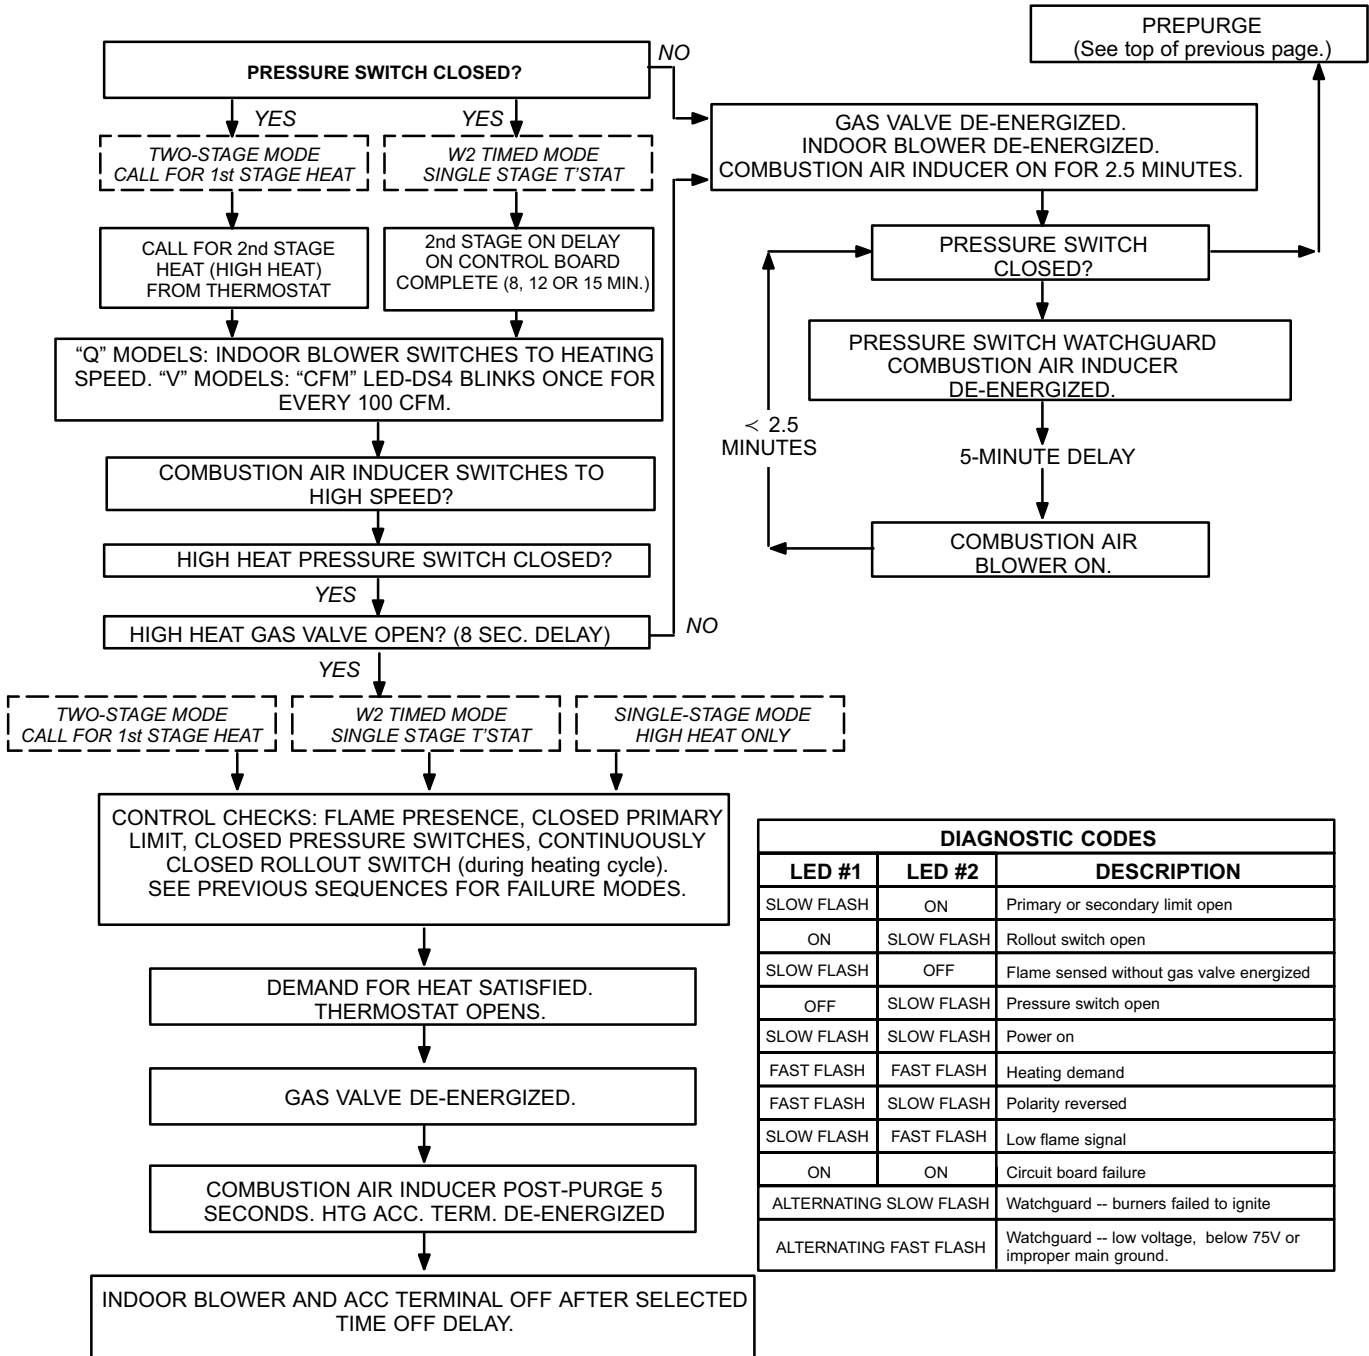 PREPURGE
(See top of previous page.)
PRESSURE SWITCH CLOSED?
NO
YES
YES
TWO-STAGE MODE
CALL FOR 1st STAGE HEAT
W2 TIMED MODE
SINGLE STAGE T'STAT
CALL FOR 2nd STAGE
HEAT (HIGH HEAT)
FROM THERMOSTAT
2nd STAGE ON DELAY
ON CONTROL BOARD
COMPLETE (8, 12 OR 15 MIN.)
“Q” MODELS: INDOOR BLOWER SWITCHES TO HEATING
SPEED. “V” MODELS: “CFM” LED-DS4 BLINKS ONCE FOR
EVERY 100 CFM.
COMBUSTION AIR INDUCER SWITCHES TO
HIGH SPEED?
HIGH HEAT PRESSURE SWITCH CLOSED?
YES
HIGH HEAT GAS VALVE OPEN? (8 SEC. DELAY)
NO
YES
GAS VALVE DE-ENERGIZED.
INDOOR BLOWER DE-ENERGIZED.
COMBUSTION AIR INDUCER ON FOR 2.5 MINUTES.
PRESSURE SWITCH
CLOSED?
PRESSURE SWITCH WATCHGUARD
COMBUSTION AIR INDUCER
DE-ENERGIZED.
< 2.5
MINUTES
5-MINUTE DELAY
COMBUSTION AIR
BLOWER ON.
TWO-STAGE MODE
CALL FOR 1st STAGE HEAT
W2 TIMED MODE
SINGLE STAGE T'STAT
SINGLE-STAGE MODE
HIGH HEAT ONLY
CONTROL CHECKS: FLAME PRESENCE, CLOSED PRIMARY
LIMIT, CLOSED PRESSURE SWITCHES, CONTINUOUSLY
CLOSED ROLLOUT SWITCH (during heating cycle).
SEE PREVIOUS SEQUENCES FOR FAILURE MODES.
DEMAND FOR HEAT SATISFIED.
THERMOSTAT OPENS.
GAS VALVE DE-ENERGIZED.
COMBUSTION AIR INDUCER POST-PURGE 5
SECONDS. HTG ACC. TERM. DE-ENERGIZED
INDOOR BLOWER AND ACC TERMINAL OFF AFTER SELECTED
TIME OFF DELAY.
DIAGNOSTIC CODES
LED #1 LED #2 DESCRIPTION
SLOW FLASH ON Primary or secondary limit open
ON SLOW FLASH Rollout switch open
SLOW FLASH OFF Flame sensed without gas valve energized
OFF SLOW FLASH Pressure switch open
SLOW FLASH SLOW FLASH Power on
FAST FLASH FAST FLASH Heating demand
FAST FLASH SLOW FLASH Polarity reversed
SLOW FLASH FAST FLASH Low flame signal
ON ON Circuit board failure
ALTERNATING SLOW FLASH Watchguard -- burners failed to ignite
ALTERNATING FAST FLASH Watchguard -- low voltage, below 75V or
improper main ground.